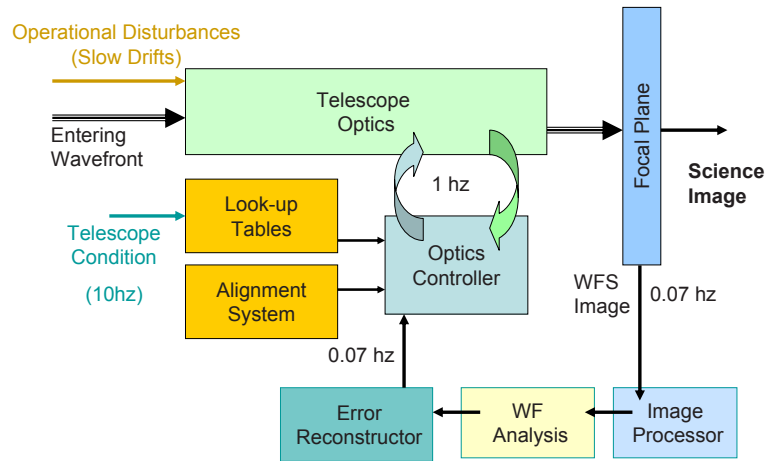 Operational Disturbances
(Slow Drifts)
Entering
Wavefront
Telescope
Optics
Focal Plane
Science
Image
1 hz
Telescope
Condition
(10hz)
Look-up
Tables
Alignment
System
Optics
Controller
WFS
Image
0.07 hz
0.07 hz
Error
Reconstructor
WF
Analysis
Image
Processor